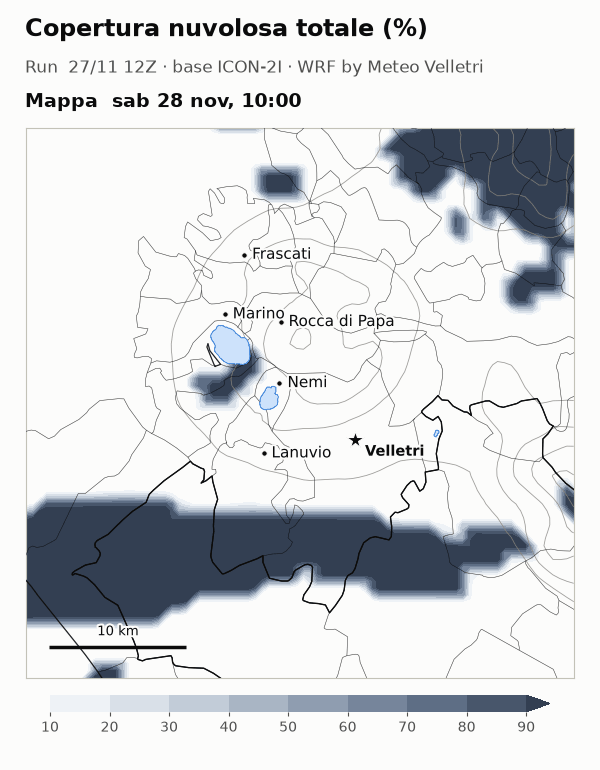 Copertura nuvolosa totale (%)
Run  27/11 12Z · base ICON-2I · WRF by Meteo Velletri
Mappa  sab 28 nov, 10:00
Frascati
Marino
Rocca di Papa
Nemi
Velletri
Lanuvio
10 km
10 20 30 40 50 60 70 80 90